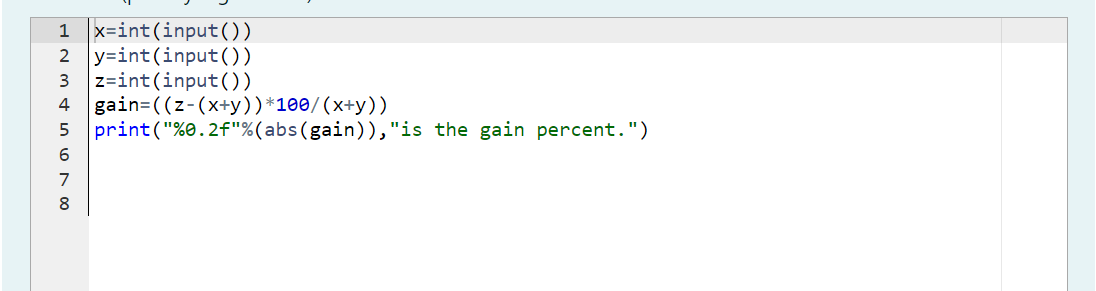 1 x=int(input())
2 y=int(input())
3 z=int(input())
4 gain=((z-(x+y))*100/(x+y))
5 print("%0.2f"%(abs(gain)),"is the gain percent.")
6
7
8